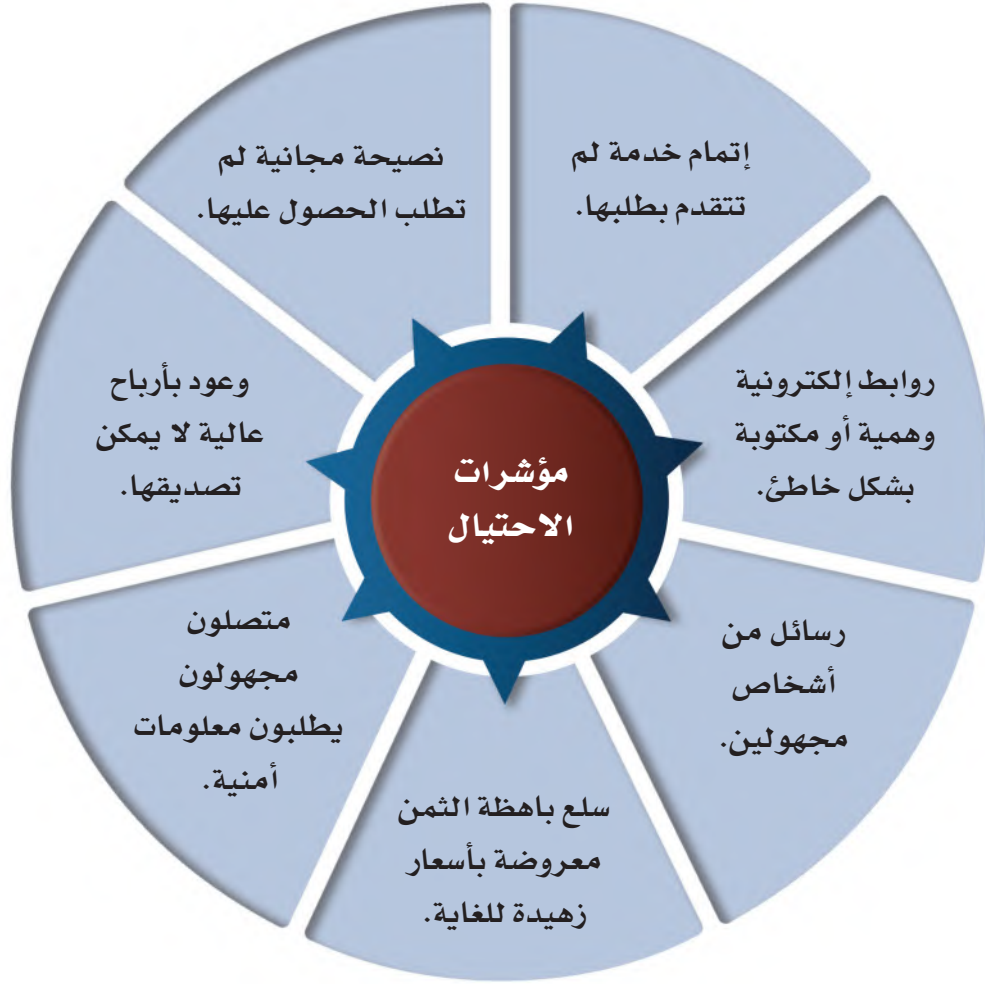 مؤشرات
الاحتيال
إتمام خدمة لم
تتقدم بطلبها.
روابط إلكترونية
وهمية أو مكتوبة
بشكل خاطئ.
رسائل من
أشخاص
مجهولين.
سلع باهظة الثمن
معروضة بأسعار
زهيدة للغاية.
متصلون
مجهولون
يطلبون معلومات
أمنية.
وعود بأرباح
عالية لا يمكن
تصديقها.
نصيحة مجانية لم
تطلب الحصول عليها.